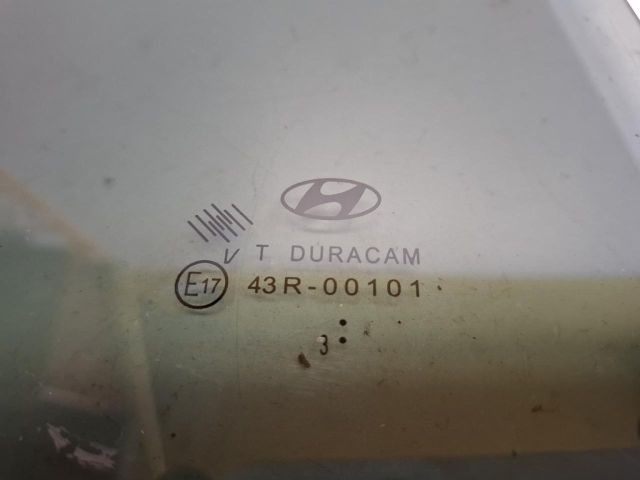 V T DURACAM
E17 43R-00101
3